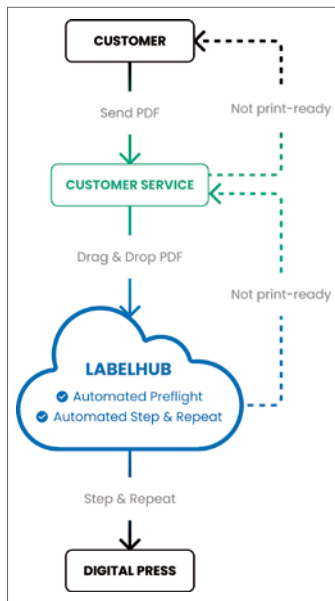 CUSTOMER
Send PDF
Not print-ready
CUSTOMER SERVICE
Drag & Drop PDF
Not print-ready
LABELHUB
Automated Preflight
Automated Step & Repeat
Step & Repeat
DIGITAL PRESS